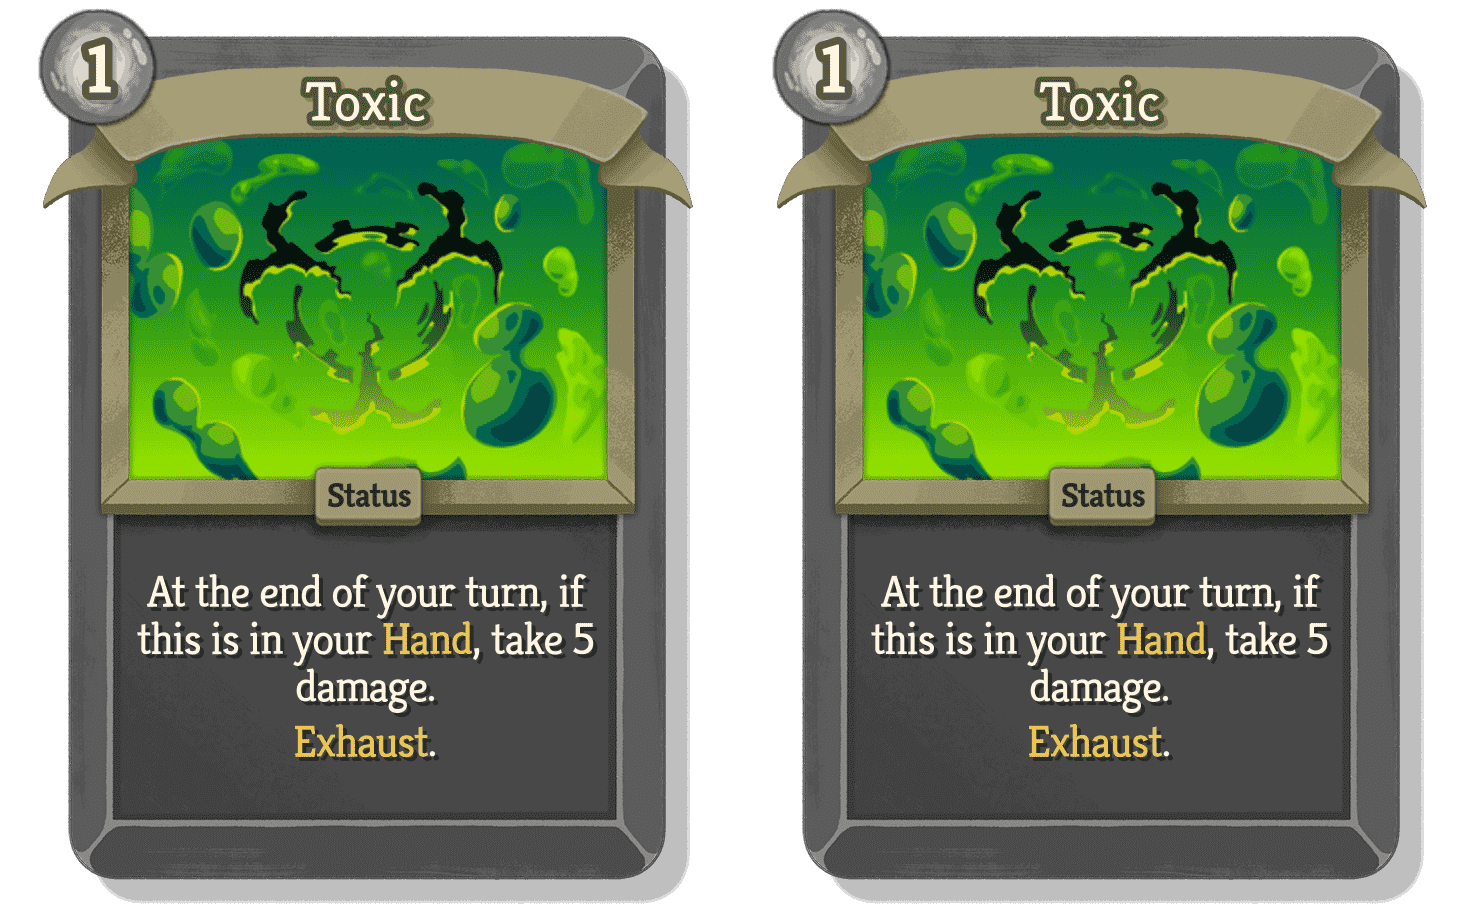 1
Toxic
Status
At the end of your turn, if
this is in your Hand, take 5
damage.
Exhaust.
1
Toxic
Status
At the end of your turn, if
this is in your Hand, take 5
damage.
Exhaust.